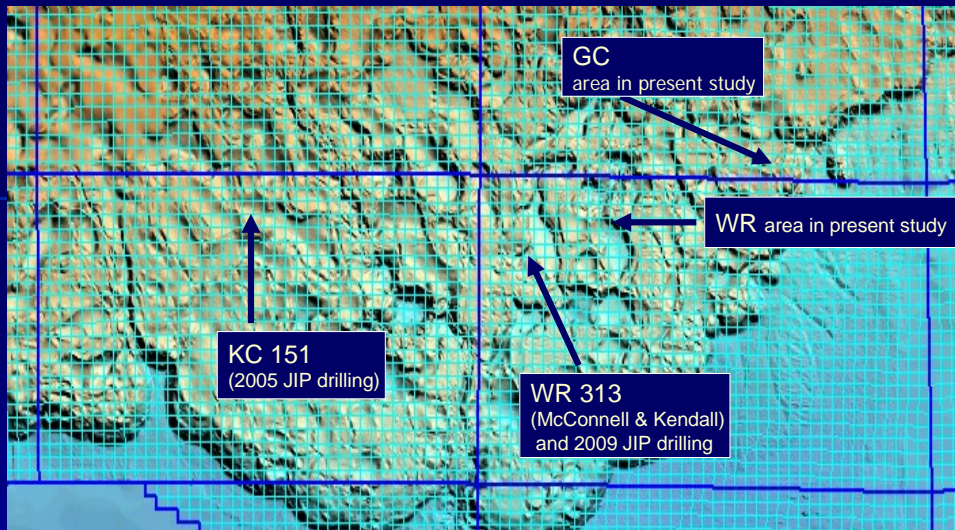 GC
area in present study
WR area in present study
KC 151
(2005 JIP drilling)
WR 313
(McConnell & Kendall)
and 2009 JIP drilling